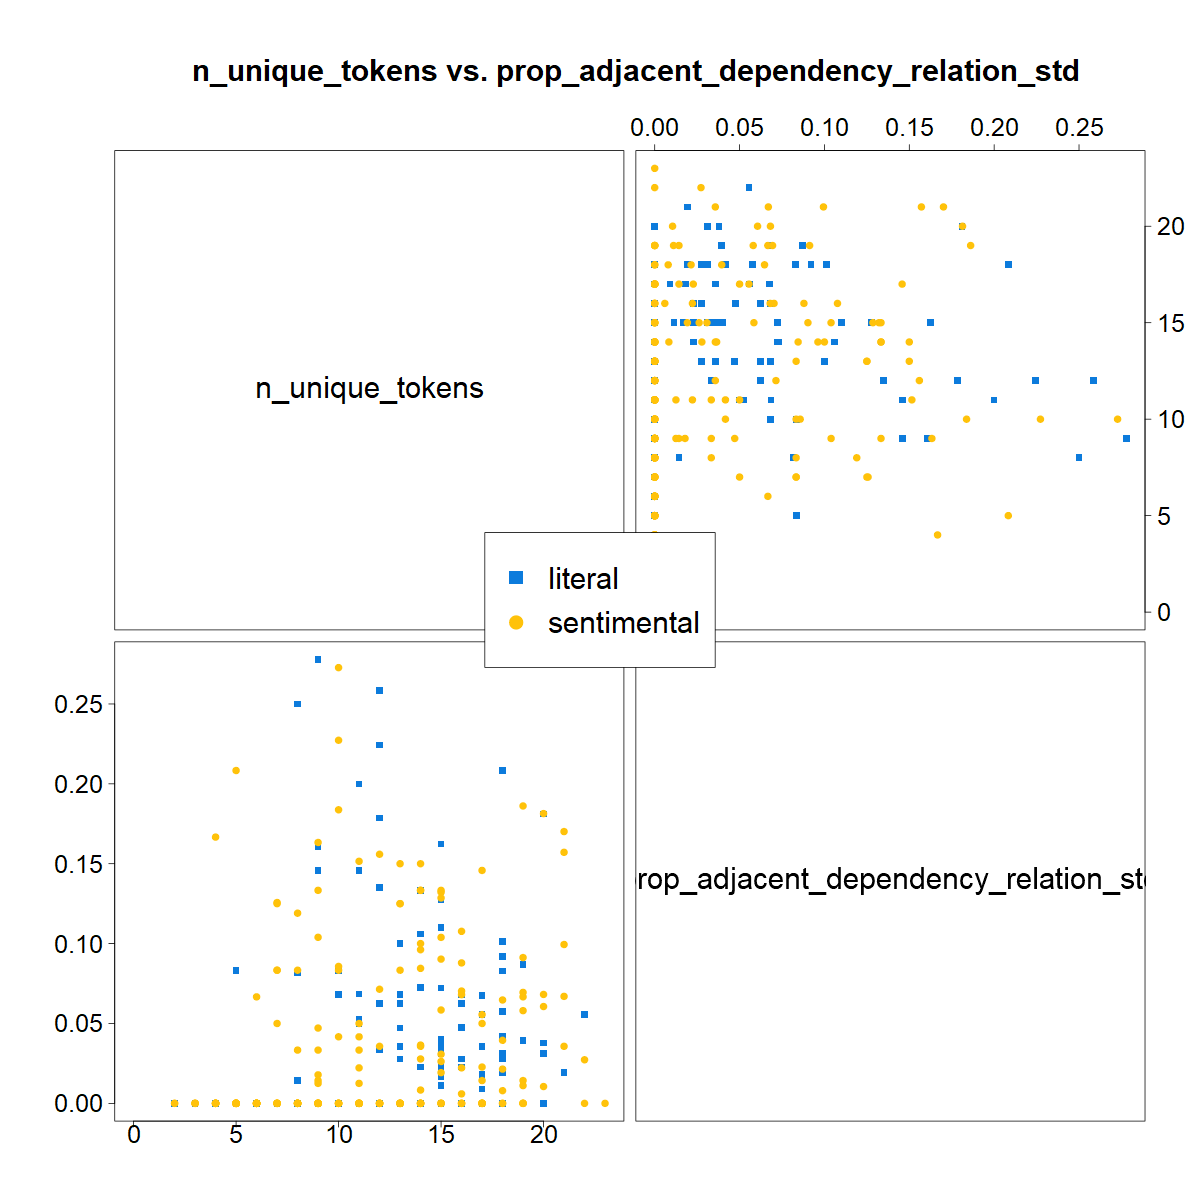 n_unique_tokens vs. prop_adjacent_dependency_relation_std
0.00 0.05 0.10 0.15 0.20 0.25
n_unique_tokens
20
15
10
5
0
literal
sentimental
0.25
0.20
0.15
0.10
0.05
0.00
rop_adjacent_dependency_relation_st
0 5 10 15 20